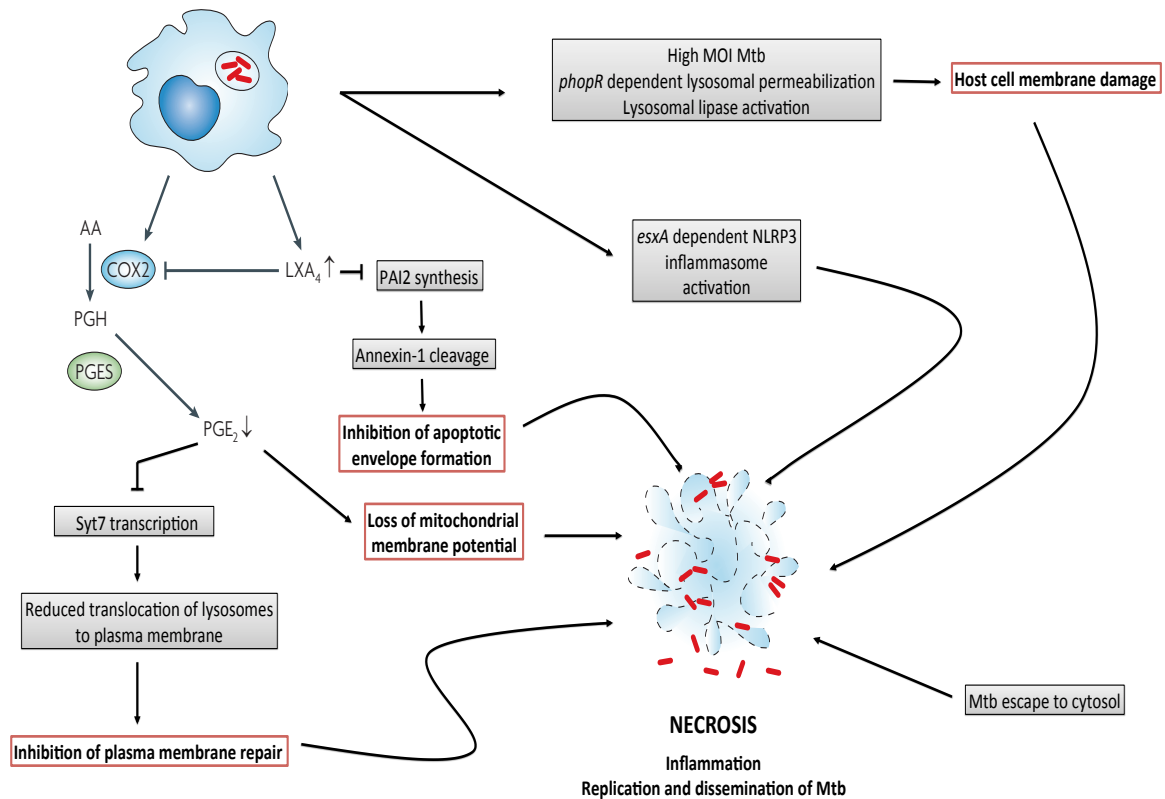 High MOI Mtb
phopR dependent lysosomal permeabilization
Lysosomal lipase activation
Host cell membrane damage
AA
COX2
LXA4 ↑
PAI2 synthesis
esxA dependent NLRP3
inflammasome
activation
PGH
PGES
Annexin-1 cleavage
PGE2 ↓
Inhibition of apoptotic
envelope formation
Syt7 transcription
Loss of mitochondrial
membrane potential
Reduced translocation of lysosomes
to plasma membrane
Mtb escape to cytosol
Inhibition of plasma membrane repair
NECROSIS
Inflammation
Replication and dissemination of Mtb